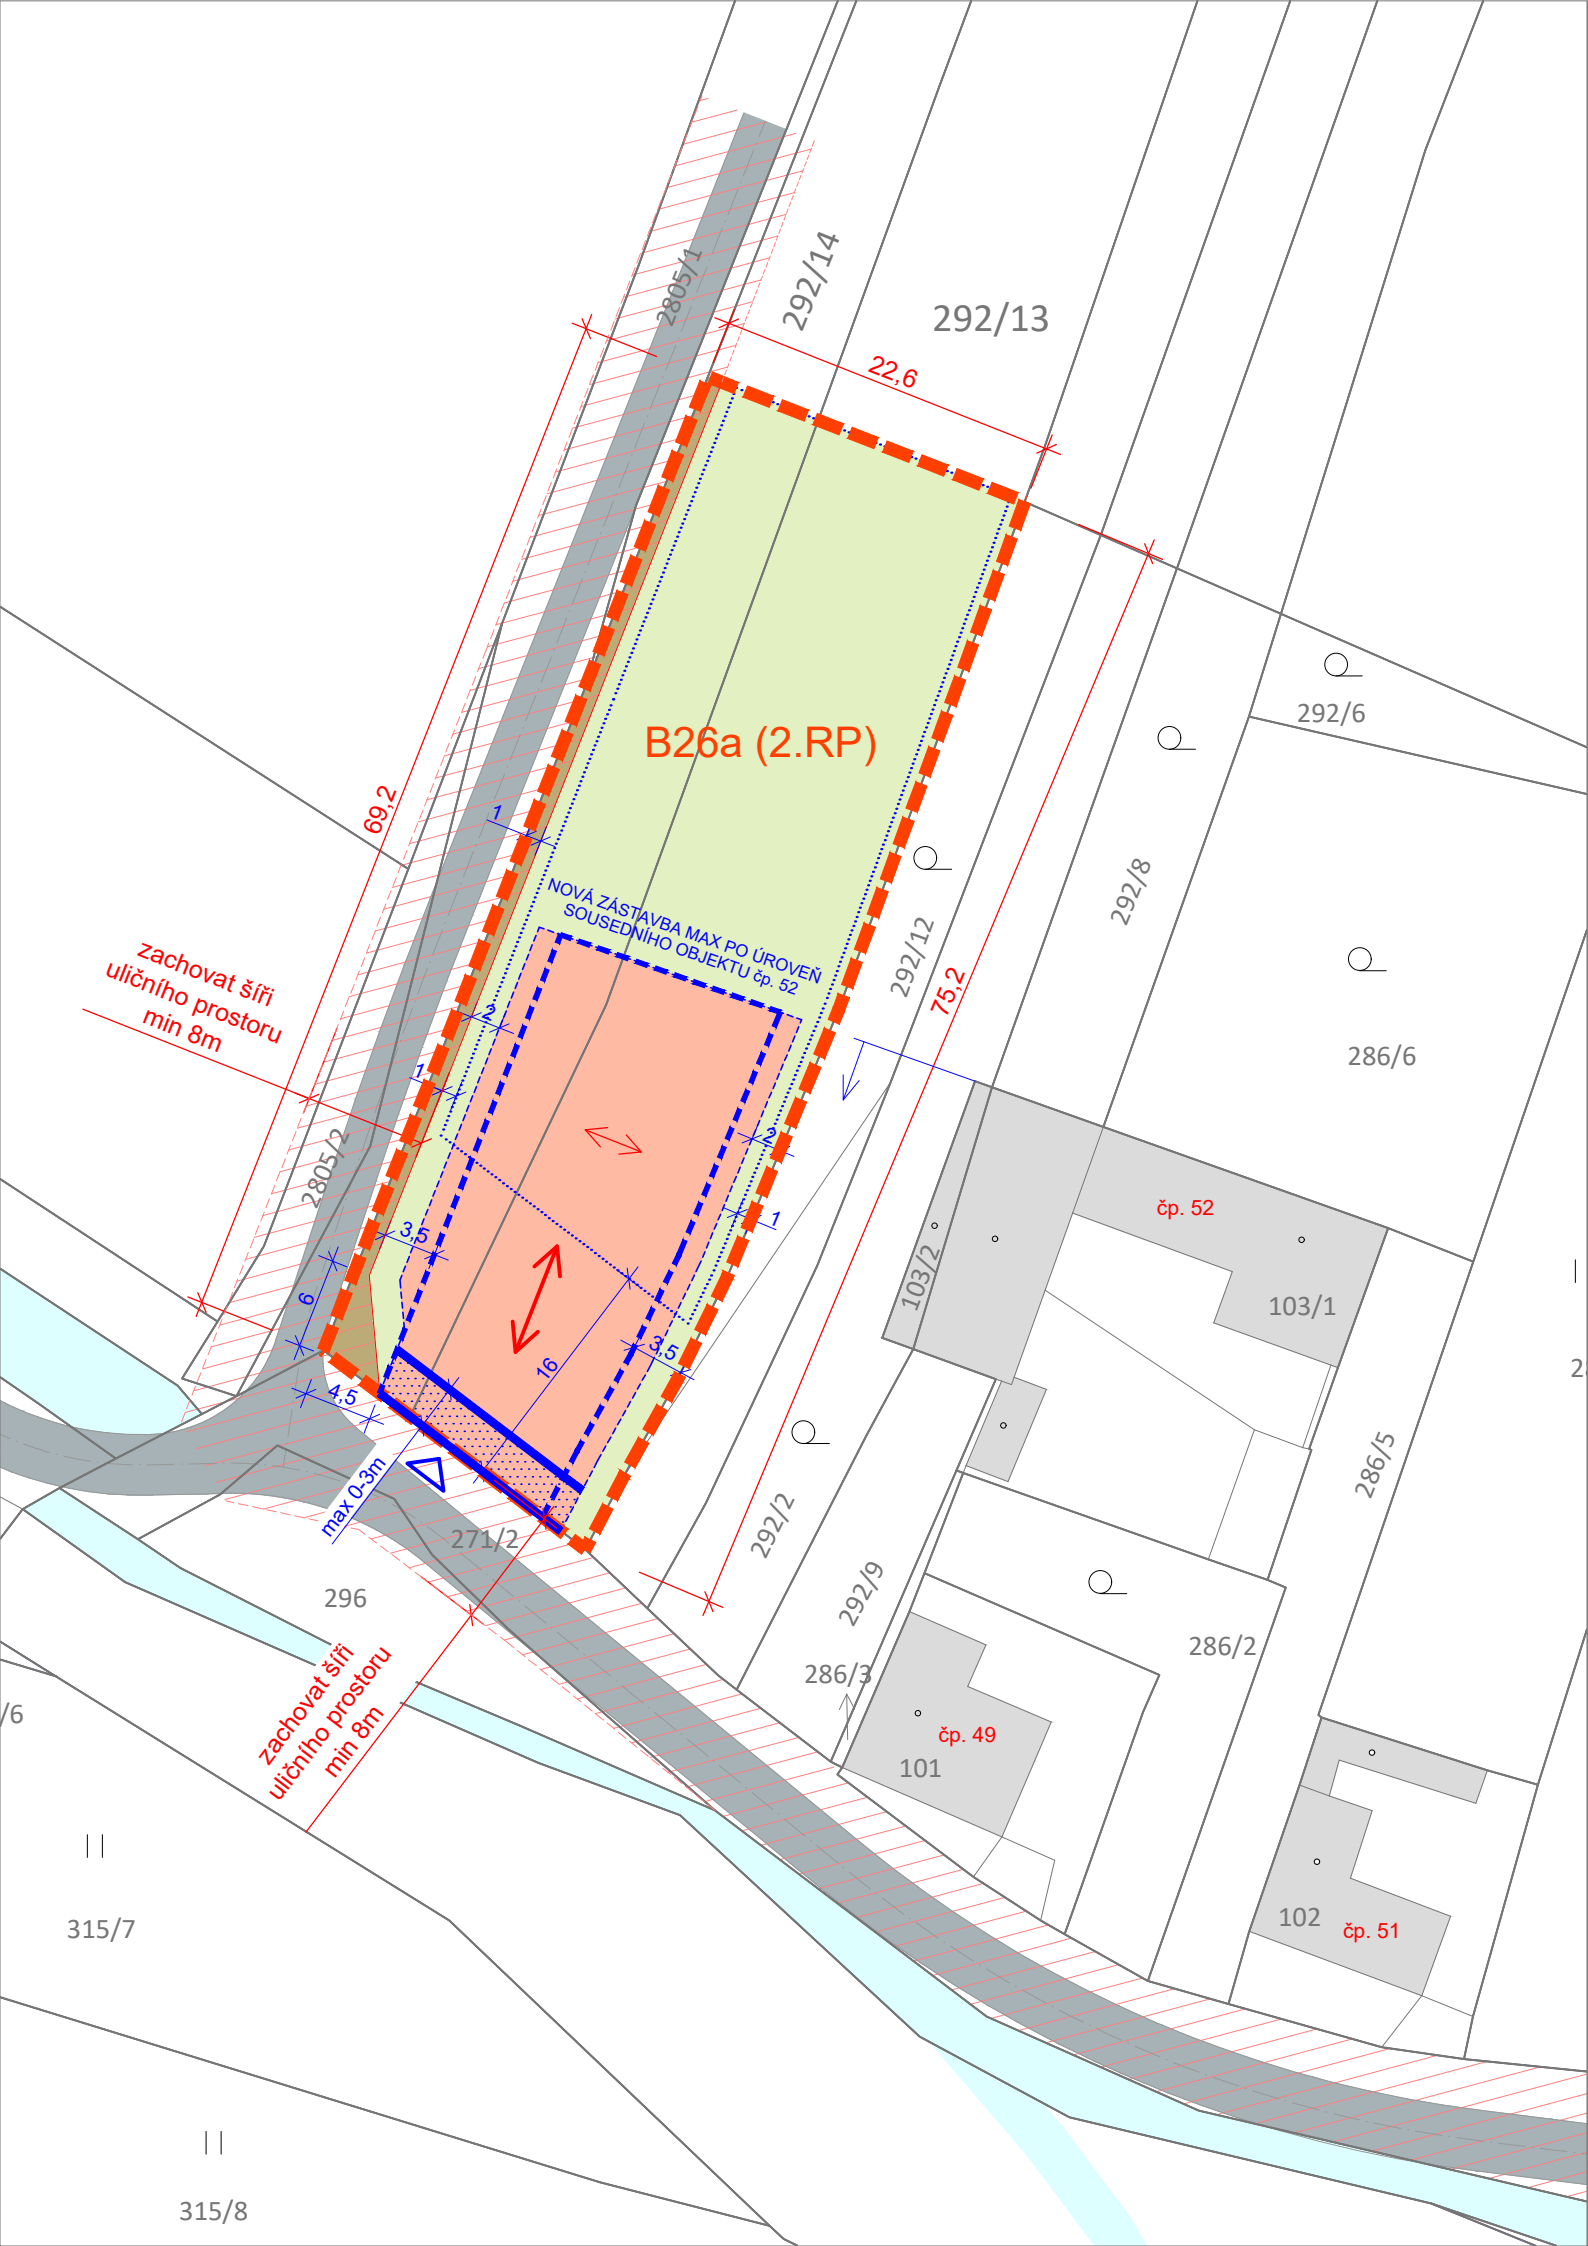 2805/1
292/14
292/13
22,6
B26a (2.RP)
292/6
69,2
1
NOVÁ ZÁSTAVBA MAX PO ÚROVEŇ
SOUSEDNÍHO OBJEKTU čp. 52
292/8
292/12
75,2
zachovat šíři
uličního prostoru
min 8m
2
1
286/6
2805/2
2
1
čp. 52
3,5
103/2
103/1
6
16
3,5
4,5
max 0-3m
286/5
271/2
292/2
296
292/9
zachovat šíři
uličního prostoru
min 8m
286/3
286/2
/6
čp. 49
101
102
čp. 51
315/7
315/8